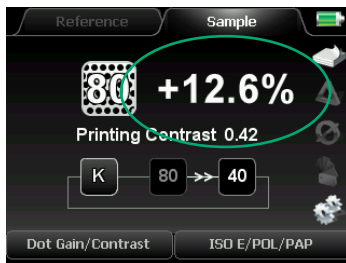 Reference Sample
80 +12.6%
Printing Contrast 0.42
K 80 >> 40
Dot Gain/Contrast ISO E/POL/PAP